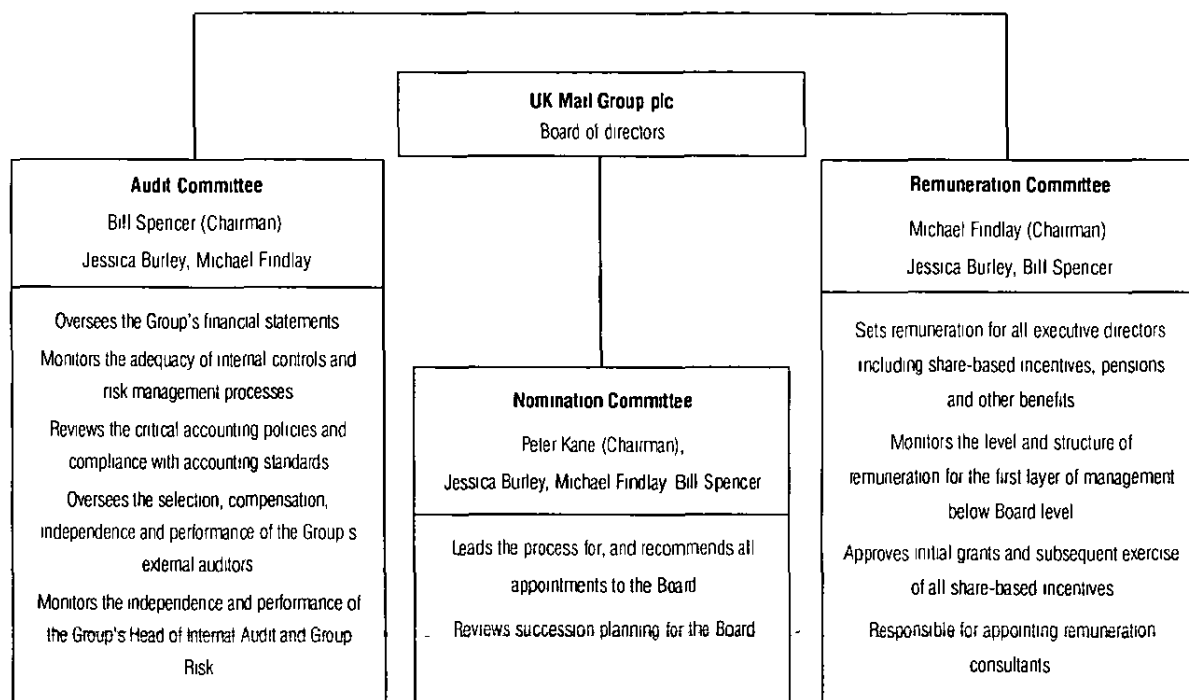 UK Mail Group plc
Board of directors
Audit Committee
Bill Spencer (Chairman)
Jessica Burley, Michael Findlay
Oversees the Group's financial statements
Monitors the adequacy of internal controls and
risk management processes
Reviews the critical accounting policies and
compliance with accounting standards
Oversees the selection, compensation,
independence and performance of the Group s
external auditors
Monitors the independence and performance of
the Group's Head of Internal Audit and Group
Risk
Nomination Committee
Peter Kane (Chairman),
Jessica Burley, Michael Findlay Bill Spencer
Leads the process for, and recommends all
appointments to the Board
Reviews succession planning for the Board
Remuneration Committee
Michael Findlay (Chairman)
Jessica Burley, Bill Spencer
Sets remuneration for all executive directors
including share-based incentives, pensions
and other benefits
Monitors the level and structure of
remuneration for the first layer of management
below Board level
Approves initial grants and subsequent exercise
of all share-based incentives
Responsible for appointing remuneration
consultants